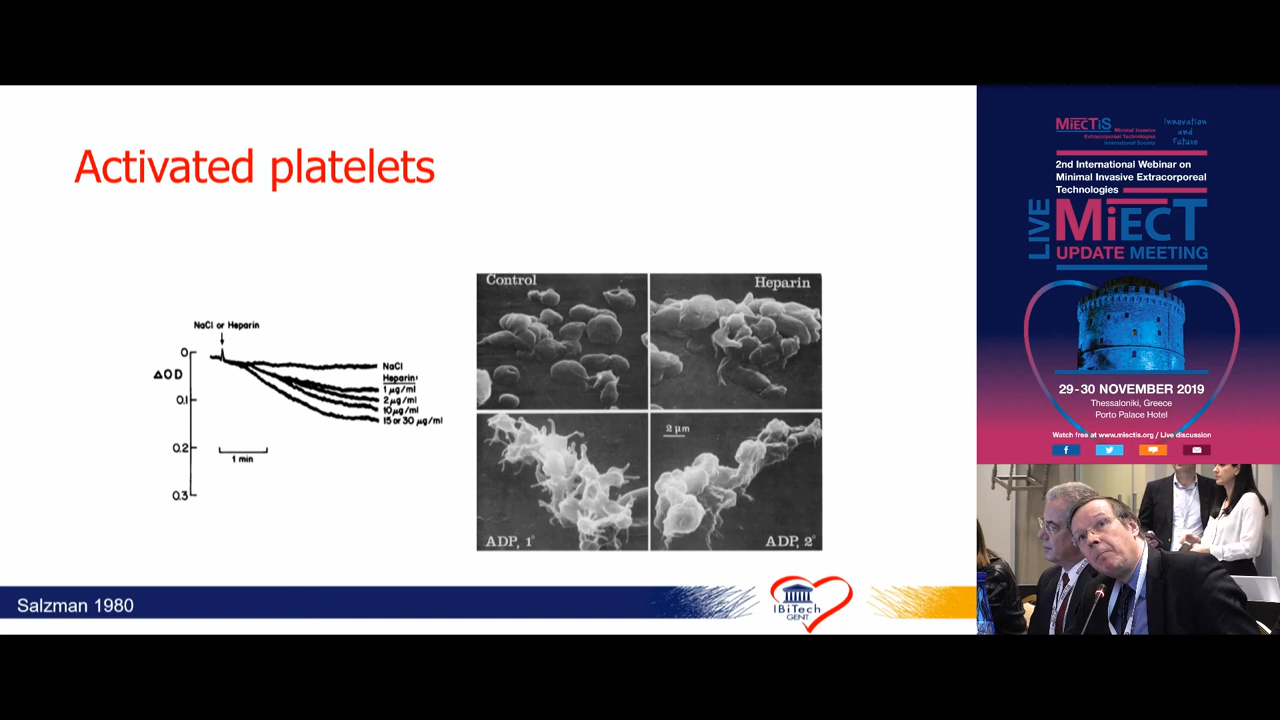 Activated platelets
NaCl or Heparin
0
ΔOD
0.1
0.2
0.3
1 min
NaCl
Heparin:
1 µg/ml
2 µg/ml
10 µg/ml
15 or 30 µg/ml
Control
Heparin
2 µm
ADP, 1°
ADP, 2°
Salzman 1980
IBiTech
GENT
MiECTiS
Minimal Invasive
Extracorporeal Technologies
International Society
Innovation
and
Future
2nd International Webinar on
Minimal Invasive Extracorporeal
Technologies
LIVE
MiECT
UPDATE MEETING
29-30 NOVEMBER 2019
Thessaloniki, Greece
Porto Palace Hotel
Watch free at www.miectis.org / Live discussion